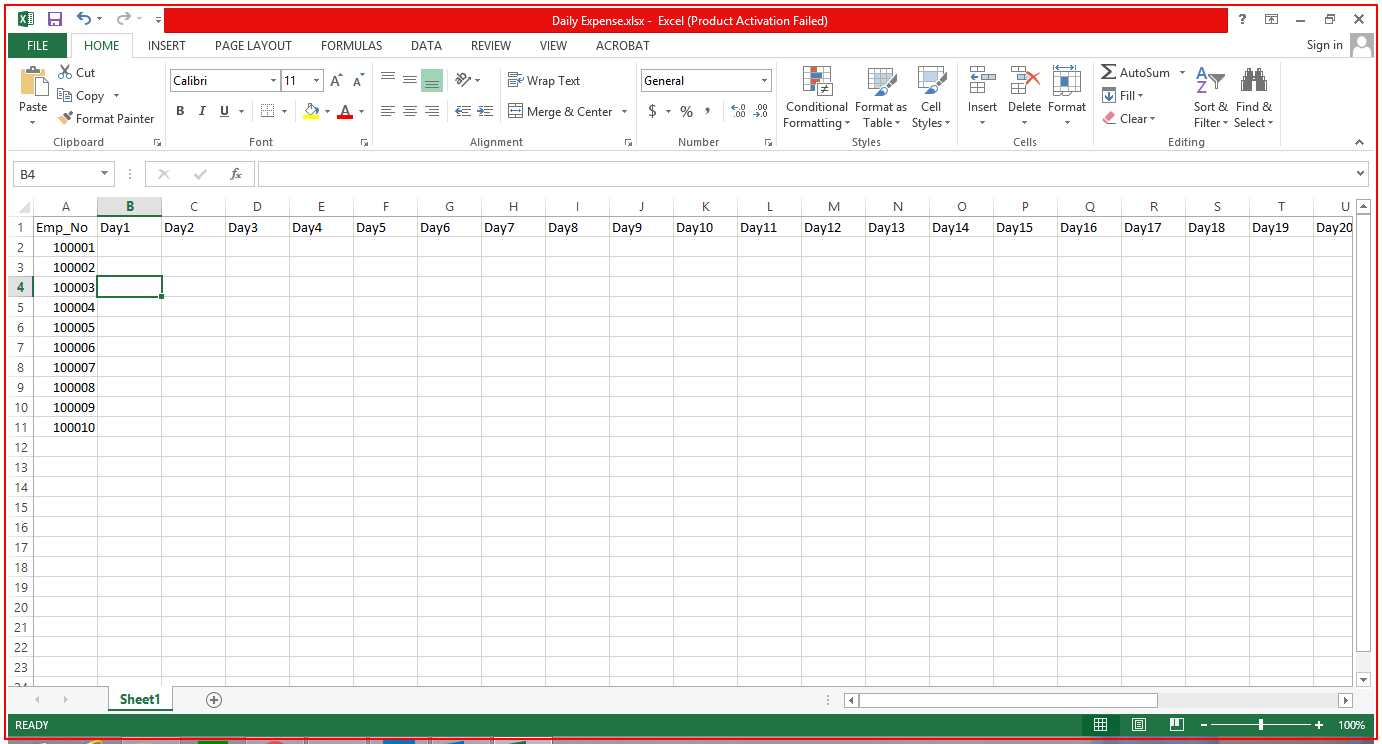 Daily Expense.xlsx - Excel (Product Activation Failed)
?
FILE HOME INSERT PAGE LAYOUT FORMULAS DATA REVIEW VIEW ACROBAT Sign in
Paste
Cut
Copy
Format Painter
Clipboard
Calibri 11 A A
B I U A
Font
Wrap Text
Merge & Center
Alignment
General
$ % , .00 .00
Number
Conditional Formatting
Format as Table
Cell Styles
Styles
Insert Delete Format
Cells
AutoSum
Fill
Clear
Sort & Filter
Find & Select
Editing
B4 fx
A B C D E F G H I J K L M N O P Q R S T U
1 Emp_No Day1 Day2 Day3 Day4 Day5 Day6 Day7 Day8 Day9 Day10 Day11 Day12 Day13 Day14 Day15 Day16 Day17 Day18 Day19 Day20
2 100001
3 100002
4 100003
5 100004
6 100005
7 100006
8 100007
9 100008
10 100009
11 100010
12
13
14
15
16
17
18
19
20
21
22
23
Sheet1
READY 100%